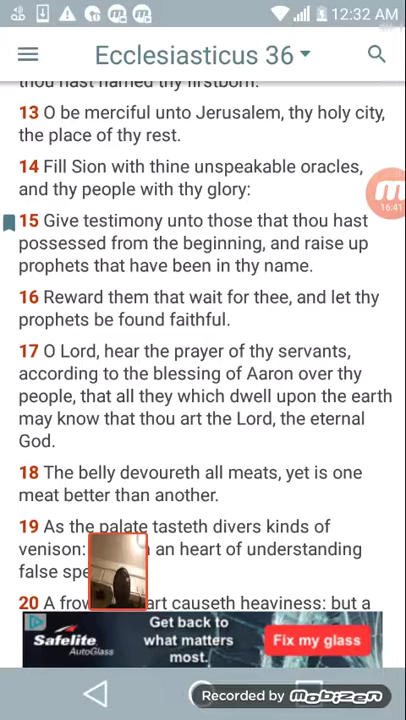 12:32 AM
Ecclesiasticus 36
thou hast named thy firstborn.
13 O be merciful unto Jerusalem, thy holy city,
the place of thy rest.
14 Fill Sion with thine unspeakable oracles,
and thy people with thy glory:
16:41
15 Give testimony unto those that thou hast
possessed from the beginning, and raise up
prophets that have been in thy name.
16 Reward them that wait for thee, and let thy
prophets be found faithful.
17 O Lord, hear the prayer of thy servants,
according to the blessing of Aaron over thy
people, that all they which dwell upon the earth
may know that thou art the Lord, the eternal
God.
18 The belly devoureth all meats, yet is one
meat better than another.
19 As the palate tasteth divers kinds of
venison: an heart of understanding
false
20 A causeth heaviness: but a
Safelite
AutoGlass
Get back to
what matters
most.
Fix my glass
Recorded by mobizen